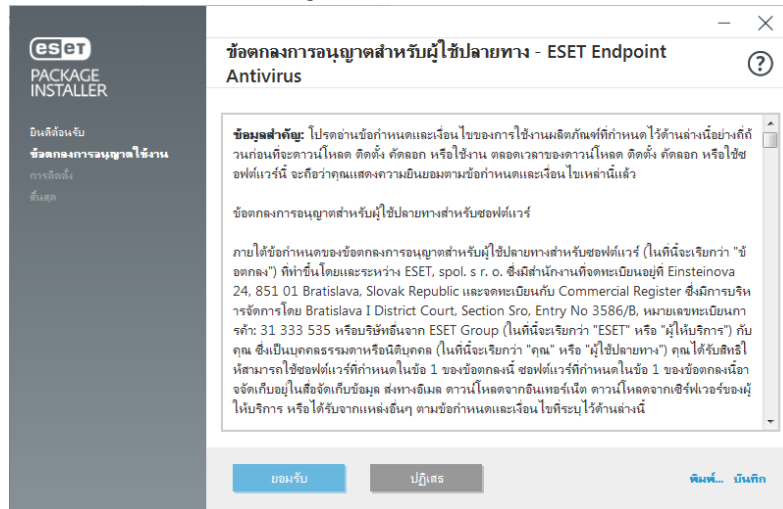 eset
PACKAGE
INSTALLER
ยินดีต้อนรับ
ข้อตกลงการอนุญาตใช้งาน
การติดตั้ง
สิ้นสุด
ข้อตกลงการอนุญาตสำหรับผู้ใช้ปลายทาง - ESET Endpoint
Antivirus
ข้อมูลสำคัญ: โปรดอ่านข้อกำหนดและเงื่อนไขของการใช้งานผลิตภัณฑ์ที่กำหนดไว้ด้านล่างนี้อย่างถี่ถ้
วนก่อนที่จะดาวน์โหลด ติดตั้ง คัดลอก หรือใช้งาน ตลอดเวลาของดาวน์โหลด ติดตั้ง คัดลอก หรือใช้ซ
อฟต์แวร์นี้ จะถือว่าคุณแสดงความยินยอมตามข้อกำหนดและเงื่อนไขเหล่านี้แล้ว
ข้อตกลงการอนุญาตสำหรับผู้ใช้ปลายทางสำหรับซอฟต์แวร์
ภายใต้ข้อกำหนดของข้อตกลงการอนุญาตสำหรับผู้ใช้ปลายทางสำหรับซอฟต์แวร์ (ในที่นี้จะเรียกว่า "ข้
อตกลง") ที่ทำขึ้นโดยและระหว่าง ESET, spol. s r. o. ซึ่งมีสำนักงานที่จดทะเบียนอยู่ที่ Einsteinova
24, 851 01 Bratislava, Slovak Republic และจดทะเบียนกับ Commercial Register ซึ่งมีการบริห
ารจัดการโดย Bratislava I District Court, Section Sro, Entry No 3586/B, หมายเลขทะเบียนกา
รค้า: 31 333 535 หรือบริษัทอื่นจาก ESET Group (ในที่นี้จะเรียกว่า "ESET" หรือ "ผู้ให้บริการ") กับ
คุณ ซึ่งเป็นบุคคลธรรมดาหรือนิติบุคคล (ในที่นี้จะเรียกว่า "คุณ" หรือ "ผู้ใช้ปลายทาง") คุณได้รับสิทธิใ
ห้สามารถใช้ซอฟต์แวร์ที่กำหนดในข้อ 1 ของข้อตกลงนี้ ซอฟต์แวร์ที่กำหนดในข้อ 1 ของข้อตกลงนี้อา
จจัดเก็บอยู่ในสื่อจัดเก็บข้อมูล ส่งทางอีเมล ดาวน์โหลดจากอินเทอร์เน็ต ดาวน์โหลดจากเซิร์ฟเวอร์ของผู้
ให้บริการ หรือได้รับจากแหล่งอื่นๆ ตามข้อกำหนดและเงื่อนไขที่ระบุไว้ด้านล่างนี้
ยอมรับ
ปฏิเสธ
พิมพ์... บันทึก